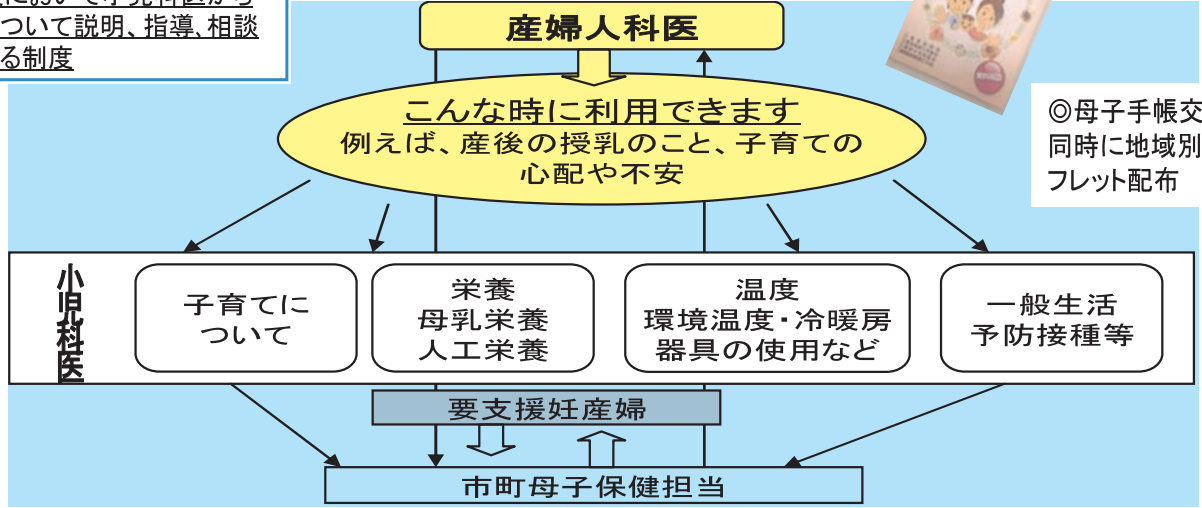 ついて説明、指導、相談
る制度
産婦人科医
こんな時に利用できます
例えば、産後の授乳のこと、子育ての
心配や不安
◎母子手帳交
同時に地域別
フレット配布
小児科医
子育てに
ついて
栄養
母乳栄養
人工栄養
温度
環境温度・冷暖房
器具の使用など
一般生活
予防接種等
要支援妊産婦
市町母子保健担当